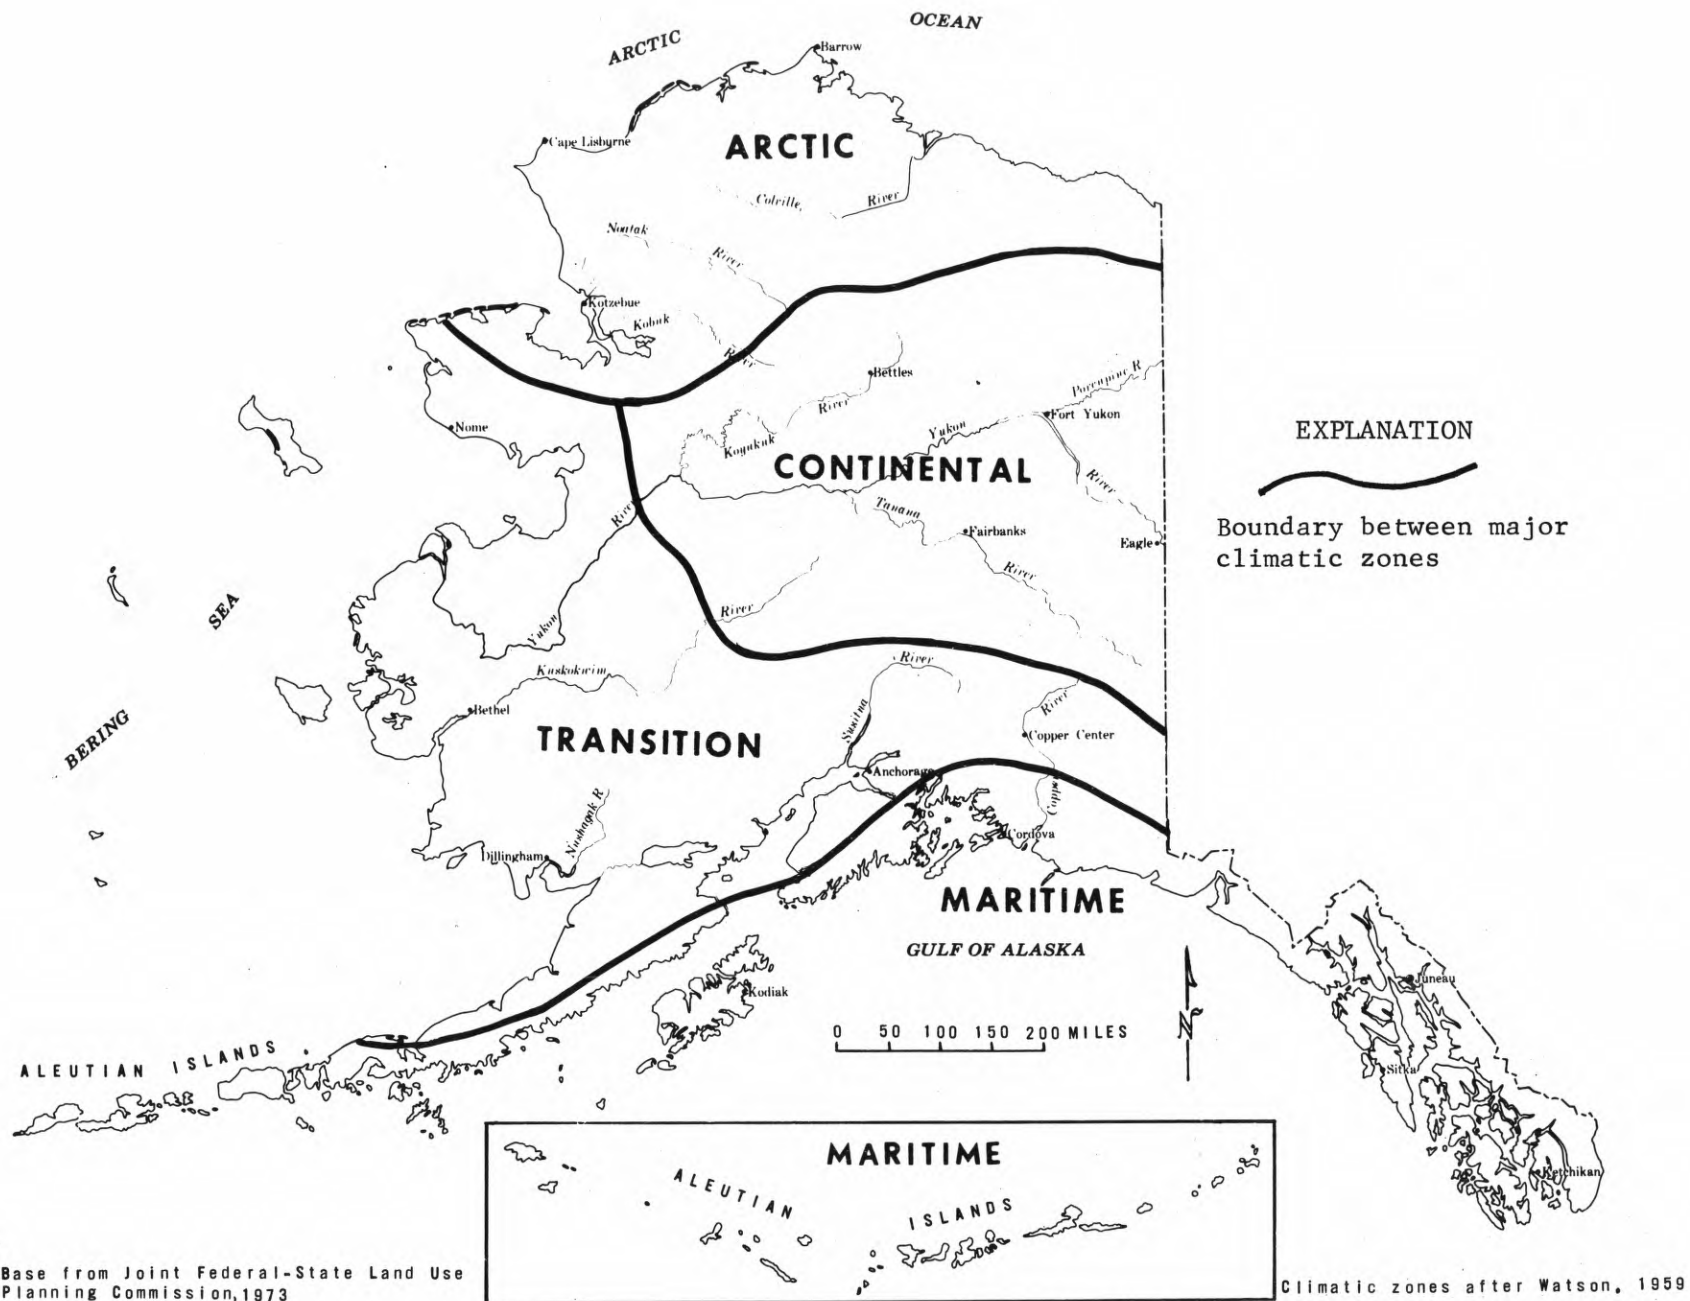 OCEAN
ARCTIC
Barrow
Cape Lisburne
ARCTIC
Colville
River
Noatak
River
Kotzebue
Kobuk
River
Bettles
Porcupine R
River
Fort Yukon
Nome
Yukon
Koyukuk
EXPLANATION
CONTINENTAL
River
River
Tanana
Boundary between major
climatic zones
Fairbanks
Eagle
River
SEA
River
Yukon
River
Kuskokwim
River
Bethel
Susitna
Copper Center
BERING
TRANSITION
Anchorage
Copper
Nushagak R
Cordova
Dillingham
MARITIME
GULF OF ALASKA
Juneau
Kodiak
0 50 100 150 200 MILES
N
ALEUTIAN ISLANDS
Sitka
MARITIME
Ketchikan
ALEUTIAN
ISLANDS
Base from Joint Federal-State Land Use
Planning Commission,1973
Climatic zones after Watson, 1959